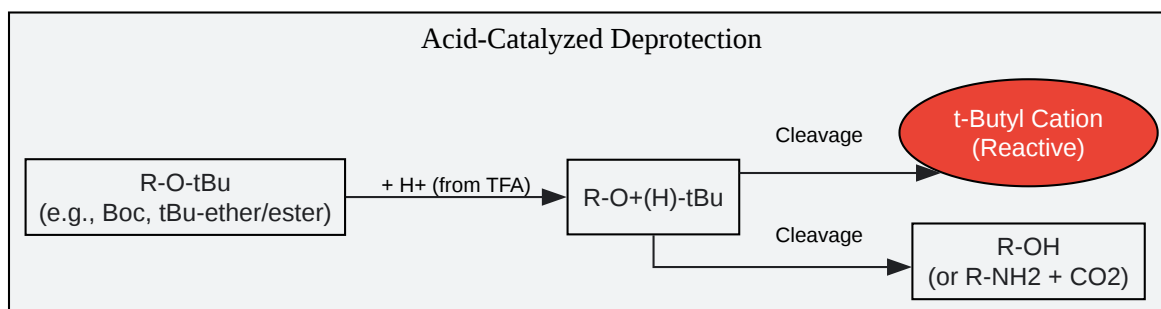 Acid-Catalyzed Deprotection
R-O-tBu
(e.g., Boc, tBu-ether/ester)
+ H+ (from TFA)
R-O+(H)-tBu
Cleavage
t-Butyl Cation
(Reactive)
Cleavage
R-OH
(or R-NH2 + CO2)